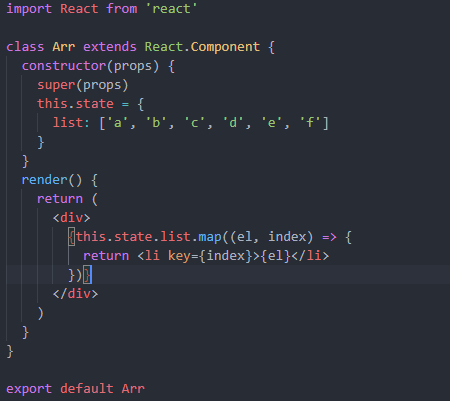 import React from 'react'

class Arr extends React.Component {
  constructor(props) {
    super(props)
    this.state = {
      list: ['a', 'b', 'c', 'd', 'e', 'f']
    }
  }
  render() {
    return (
      <div>
        {this.state.list.map((el, index) => {
          return <li key={index}>{el}</li>
        })}
      </div>
    )
  }
}

export default Arr